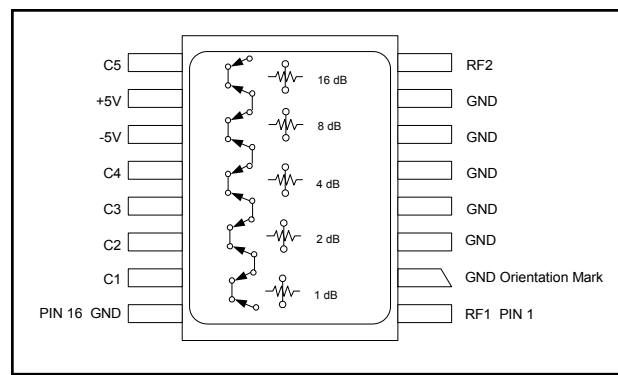 C5
16 dB
RF2
+5V
GND
-5V
8 dB
GND
C4
4 dB
GND
C3
GND
C2
2 dB
GND
C1
1 dB
GND Orientation Mark
PIN 16 GND
RF1 PIN 1